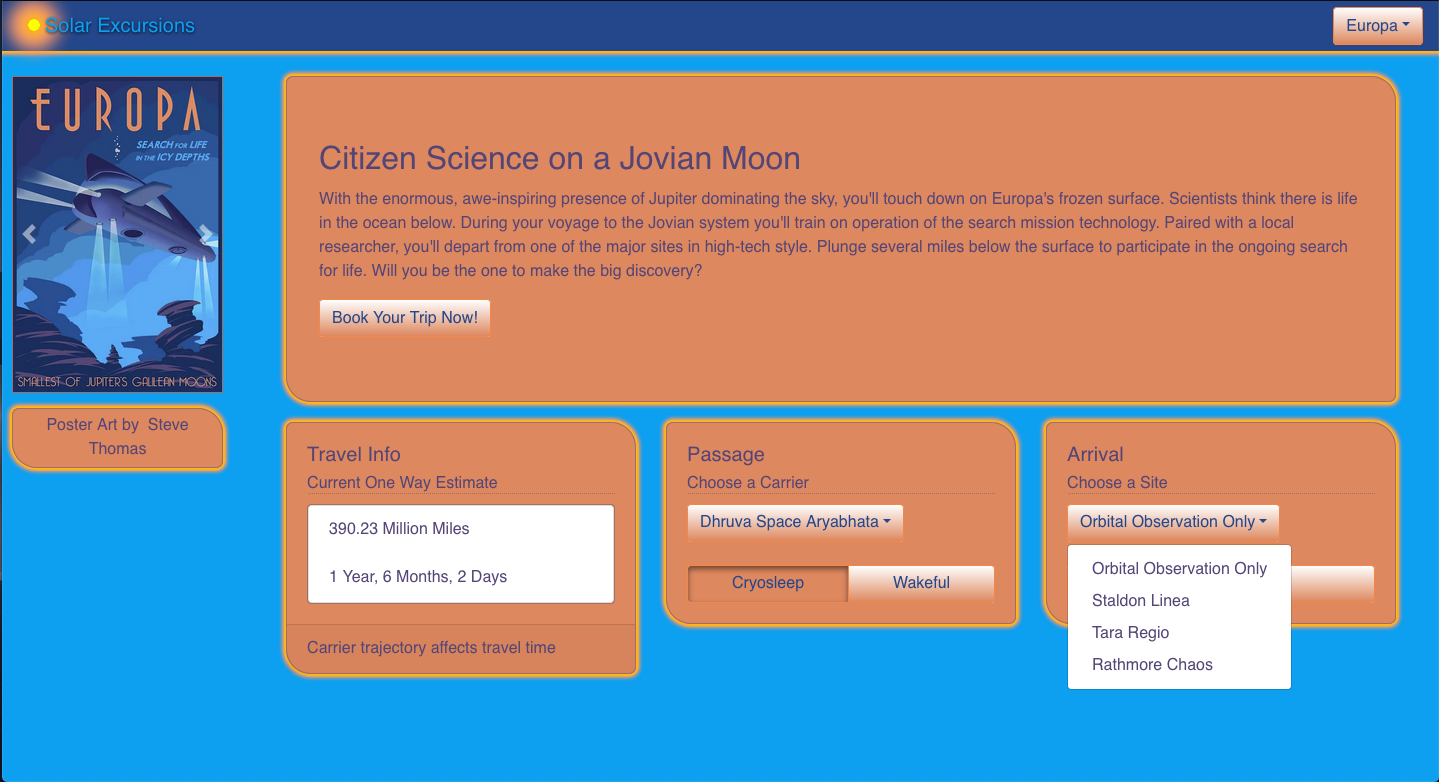 Solar Excursions
Europa
EUROPA
SEARCH FOR LIFE
IN THE ICY DEPTHS
SMALLEST OF JUPITER'S GALILEAN MOONS
Poster Art by  Steve
Thomas
Citizen Science on a Jovian Moon
With the enormous, awe-inspiring presence of Jupiter dominating the sky, you'll touch down on Europa's frozen surface. Scientists think there is life
in the ocean below. During your voyage to the Jovian system you'll train on operation of the search mission technology. Paired with a local
researcher, you'll depart from one of the major sites in high-tech style. Plunge several miles below the surface to participate in the ongoing search
for life. Will you be the one to make the big discovery?
Book Your Trip Now!
Travel Info
Current One Way Estimate
390.23 Million Miles
1 Year, 6 Months, 2 Days
Carrier trajectory affects travel time
Passage
Choose a Carrier
Dhruva Space Aryabhata
Cryosleep
Wakeful
Arrival
Choose a Site
Orbital Observation Only
Orbital Observation Only
Staldon Linea
Tara Regio
Rathmore Chaos